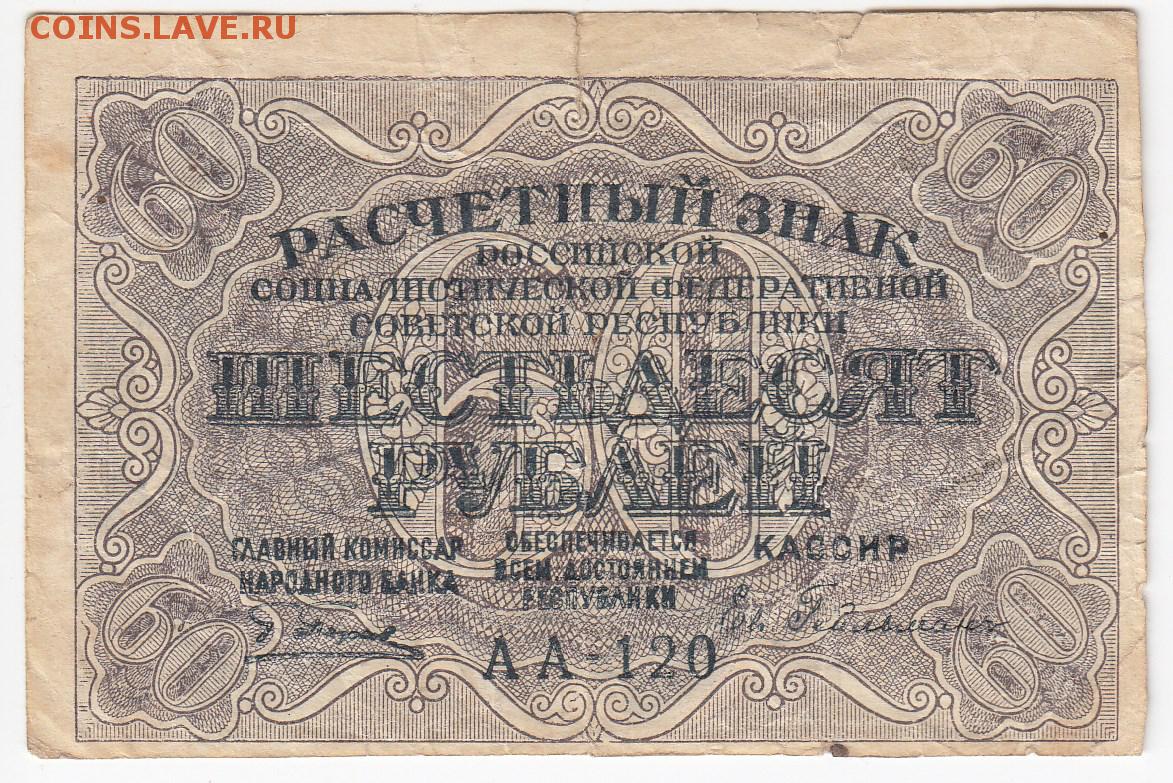 COINS.LAVE.RU
60 60
РАСЧЕТНЫЙ ЗНАК
РОССИЙСКОЙ
СОЦИАЛИСТИЧЕСКОЙ ФЕДЕРАТИВНОЙ
СОВЕТСКОЙ РЕСПУБЛИКИ
60
ШЕСТЬДЕСЯТ
РУБЛЕЙ
ГЛАВНЫЙ КОМИССАР
НАРОДНОГО БАНКА
ОБЕСПЕЧИВАЕТСЯ
ВСЕМ ДОСТОЯНИЕМ
РЕСПУБЛИКИ
КАССИР
60 60
АА-120